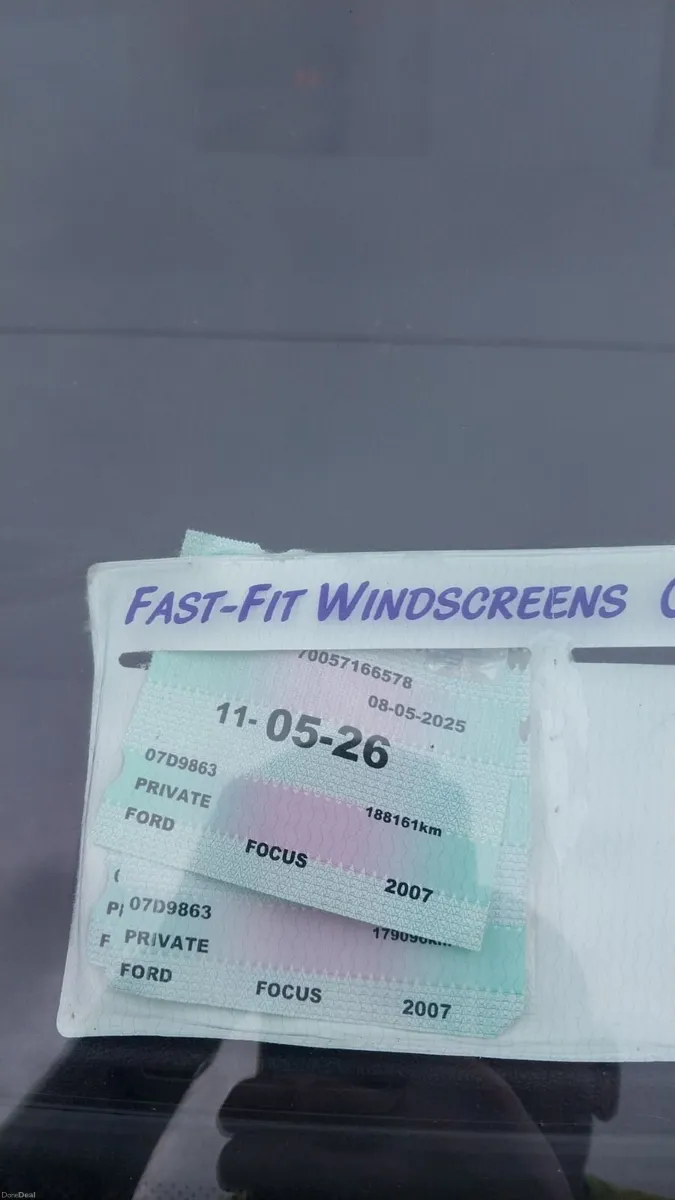 FAST-FIT WINDSCREENS
70057166578
08-05-2025
11-05-26
07D9863
PRIVATE
188161km
FORD FOCUS 2007
07D9863
PRIVATE
FORD FOCUS 2007
DoneDeal